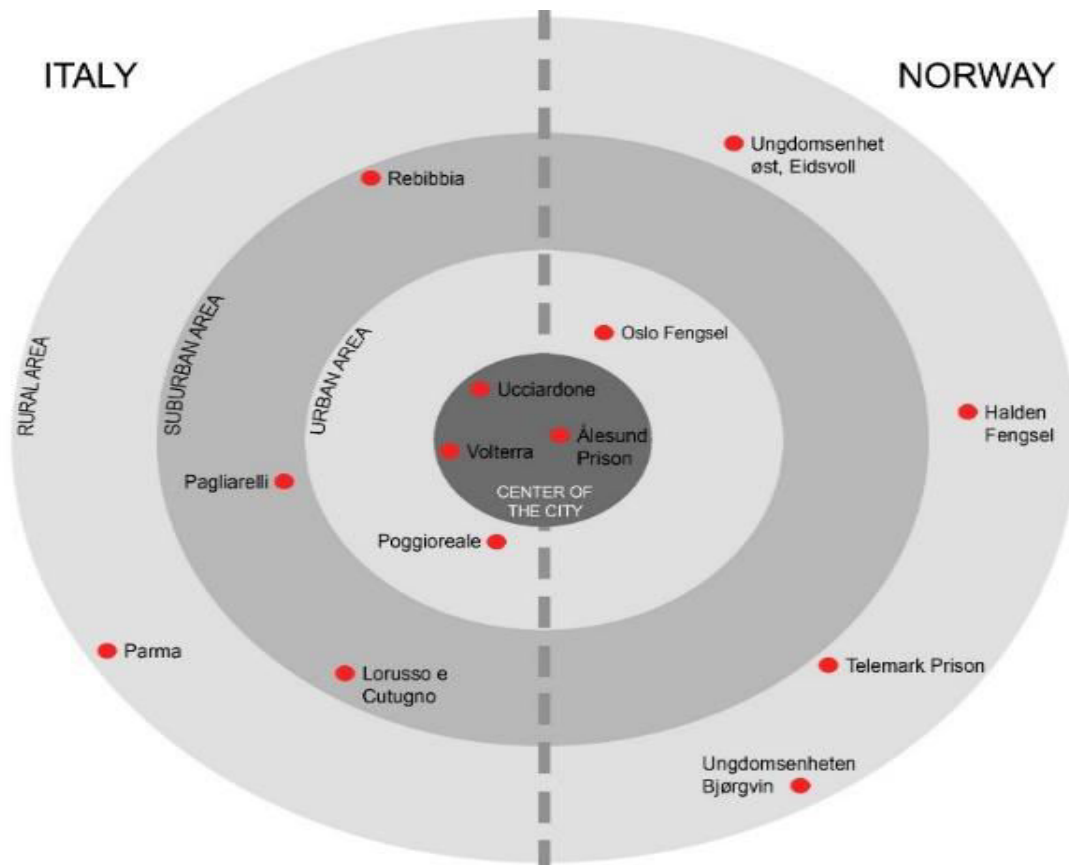 ITALY
NORWAY
Ungdomsenhet
øst, Eidsvoll
Rebibbia
RURAL AREA
SUBURBAN AREA
URBAN AREA
Oslo Fengsel
Ucciardone
Halden
Fengsel
Ålesund
Prison
Volterra
Pagliarelli
CENTER OF
THE CITY
Poggioreale
Parma
Lorusso e
Cutugno
Telemark Prison
Ungdomsenheten
Bjørgvin